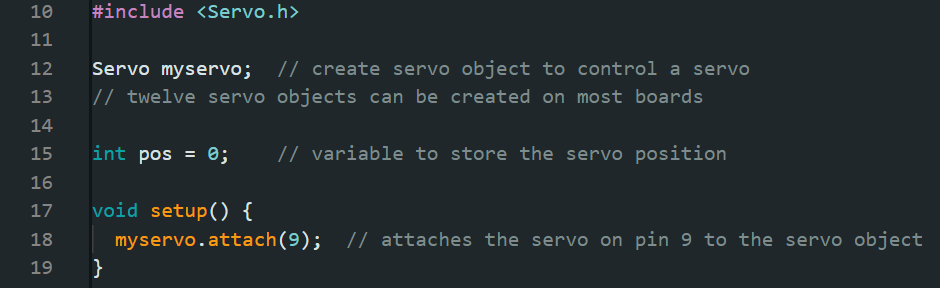 10 #include <Servo.h>
11
12 Servo myservo;  // create servo object to control a servo
13 // twelve servo objects can be created on most boards
14
15 int pos = 0;    // variable to store the servo position
16
17 void setup() {
18   myservo.attach(9);  // attaches the servo on pin 9 to the servo object
19 }